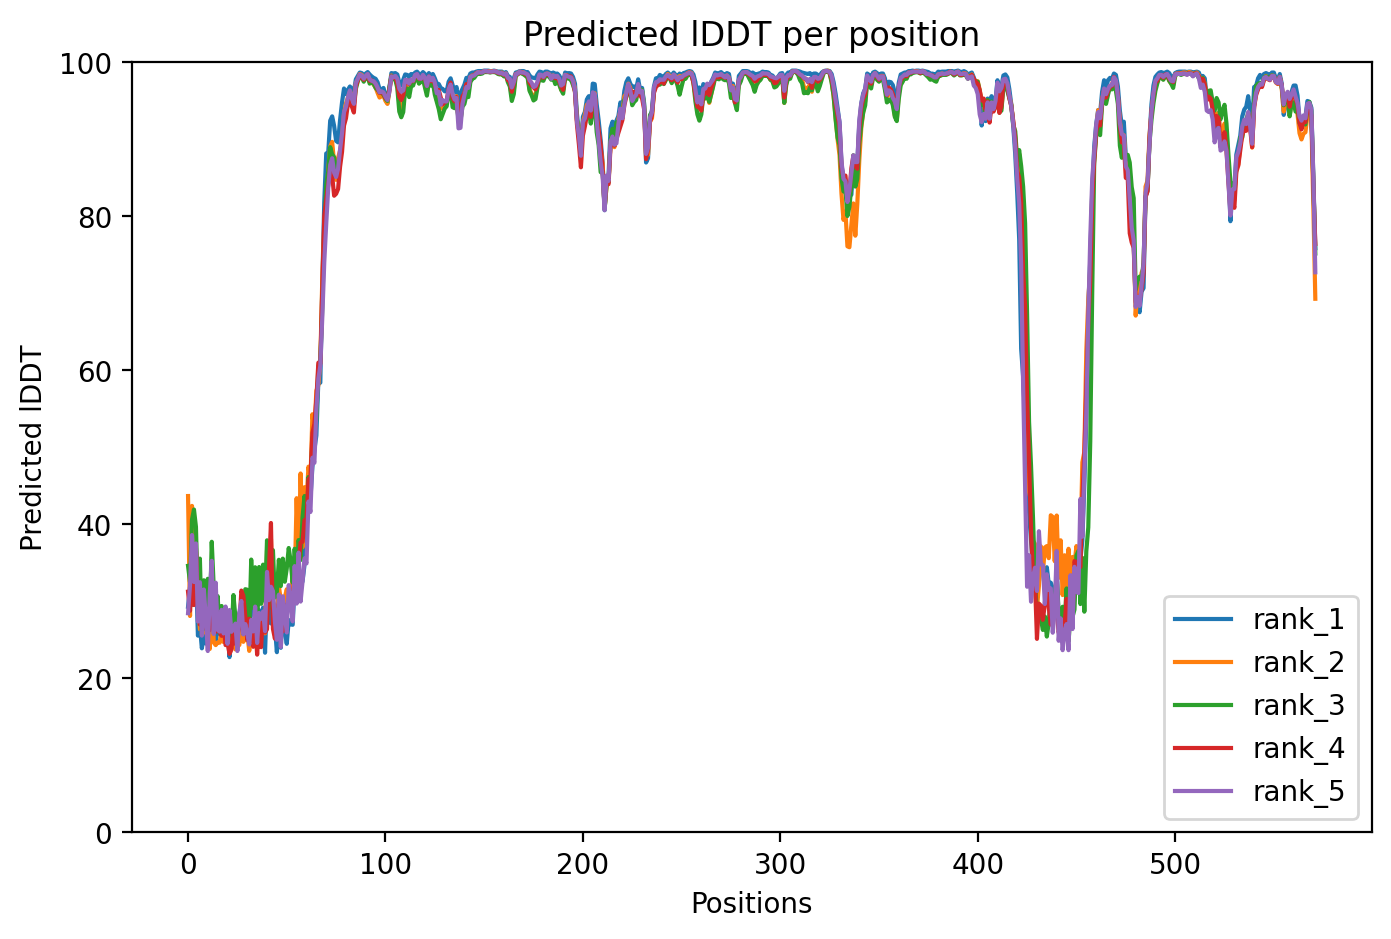 Predicted lDDT per position
Predicted lDDT
100
80
60
40
20
0
0 100 200 300 400 500
Positions
rank_1
rank_2
rank_3
rank_4
rank_5